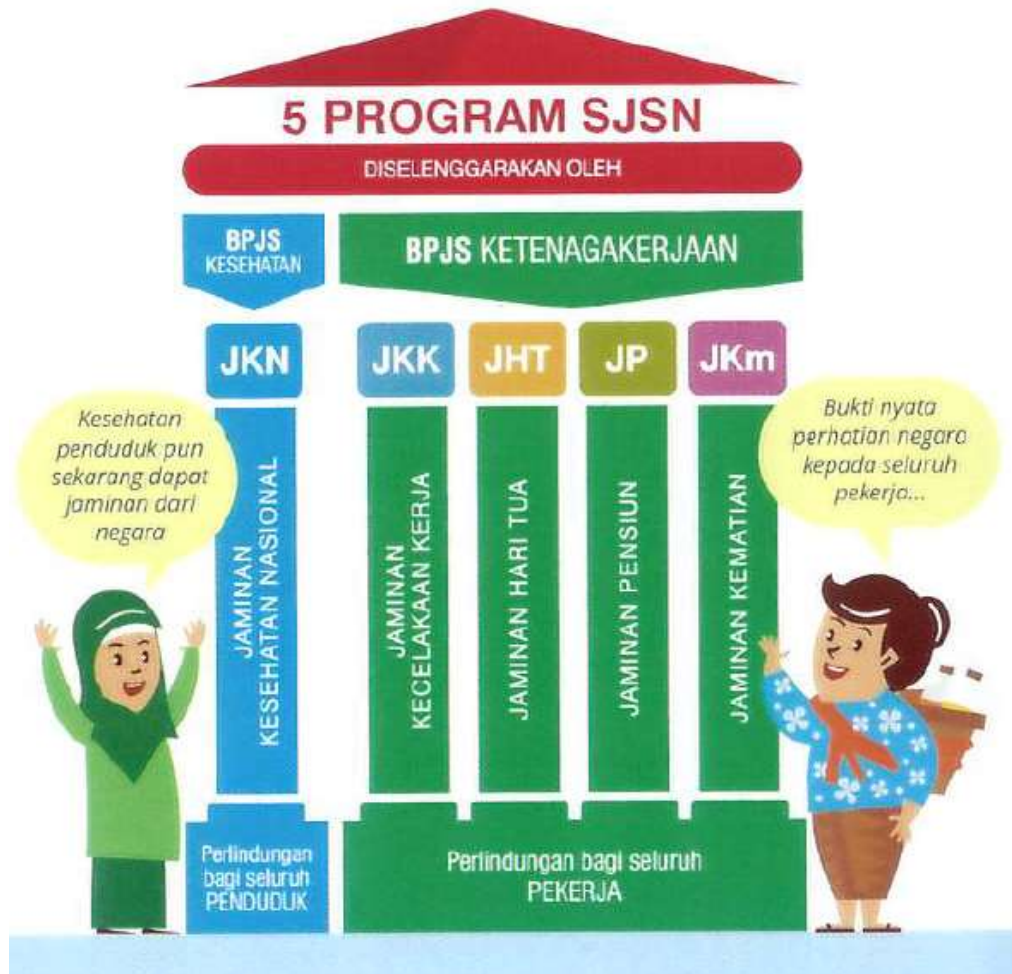 5 PROGRAM SJSN
DISELENGGARAKAN OLEH
BPJS
KESEHATAN
BPJS KETENAGAKERJAAN
JKN
JKK
JHT
JP
JKm
Kesehatan
penduduk pun
sekarang dapat
jaminan dari
negara
JAMINAN
KESEHATAN NASIONAL
JAMINAN
KECELAKAAN KERJA
JAMINAN HARI TUA
JAMINAN PENSIUN
JAMINAN KEMATIAN
Bukti nyata
perhatian negara
kepada seluruh
pekerja...
Perlindungan
bagi seluruh
PENDUDUK
Perlindungan bagi seluruh
PEKERJA